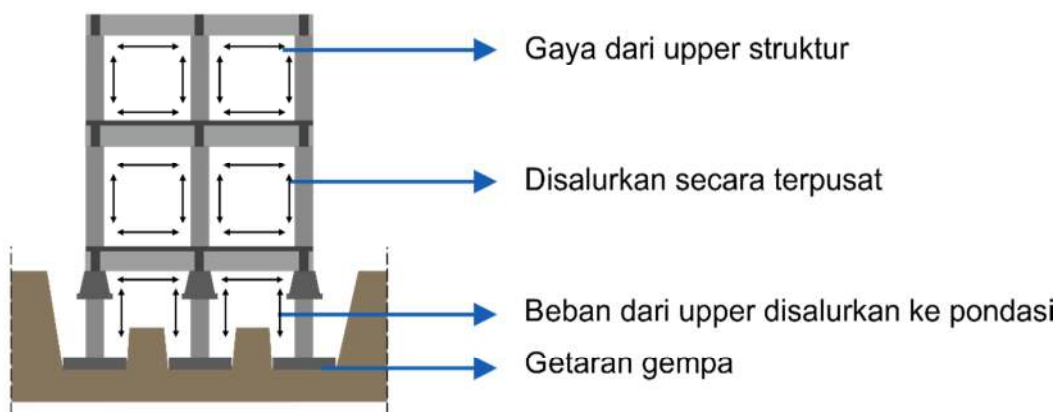 Gaya dari upper struktur
Disalurkan secara terpusat
Beban dari upper disalurkan ke pondasi
Getaran gempa